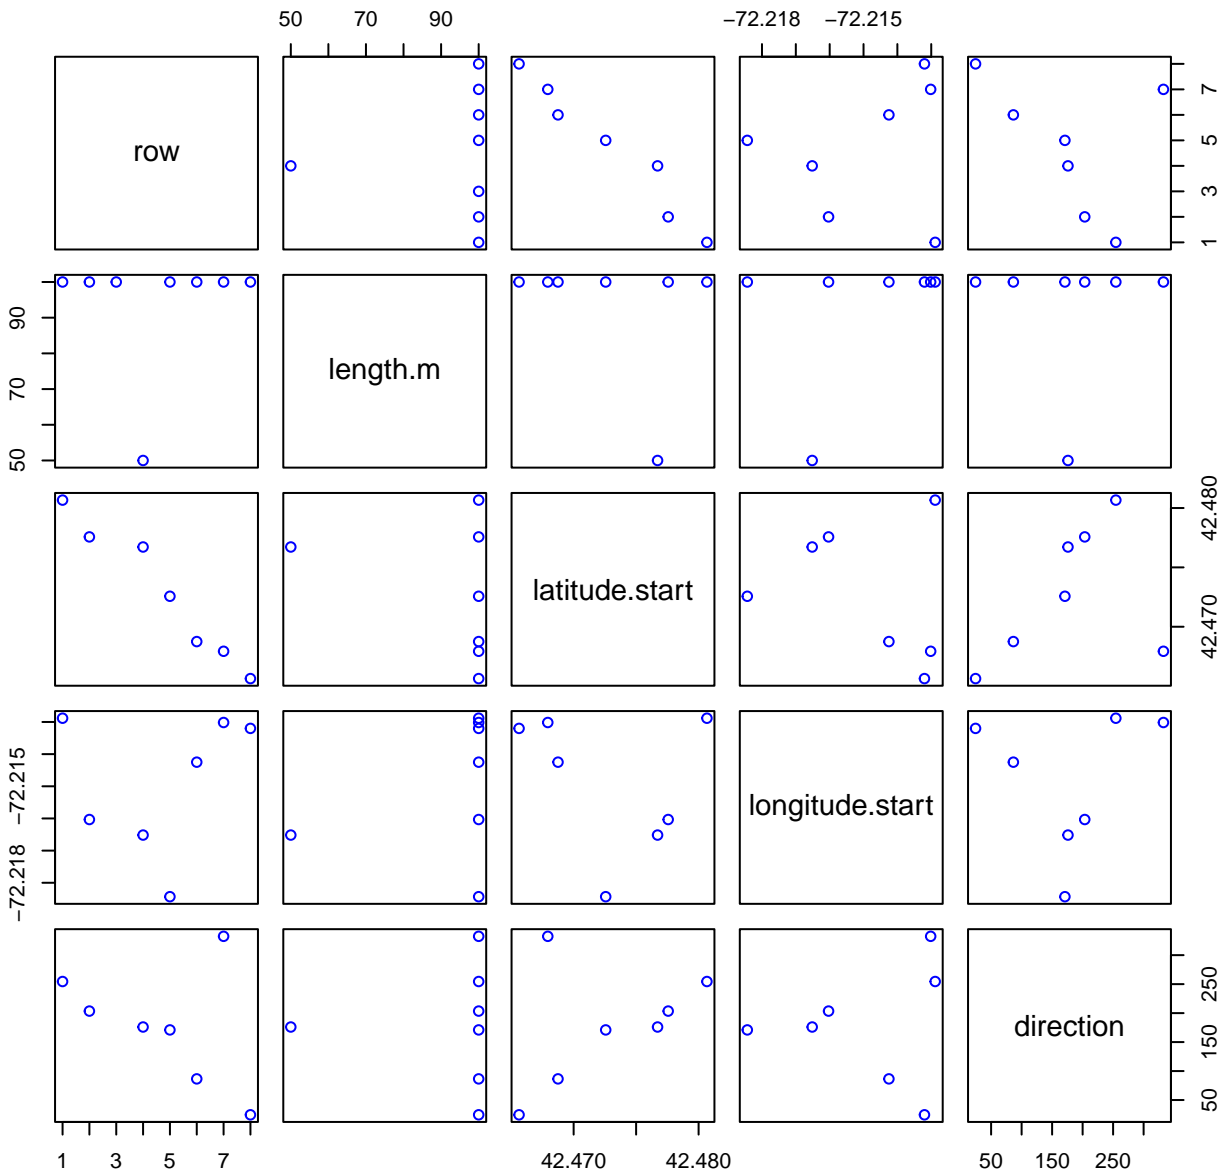 50 70 90 −72.218 −72.215
row
1 3 5 7
length.m
50 70 90
latitude.start
42.470 42.480
longitude.start
−72.218 −72.215
direction
50 150 250
1 3 5 7 42.470 42.480 50 150 250